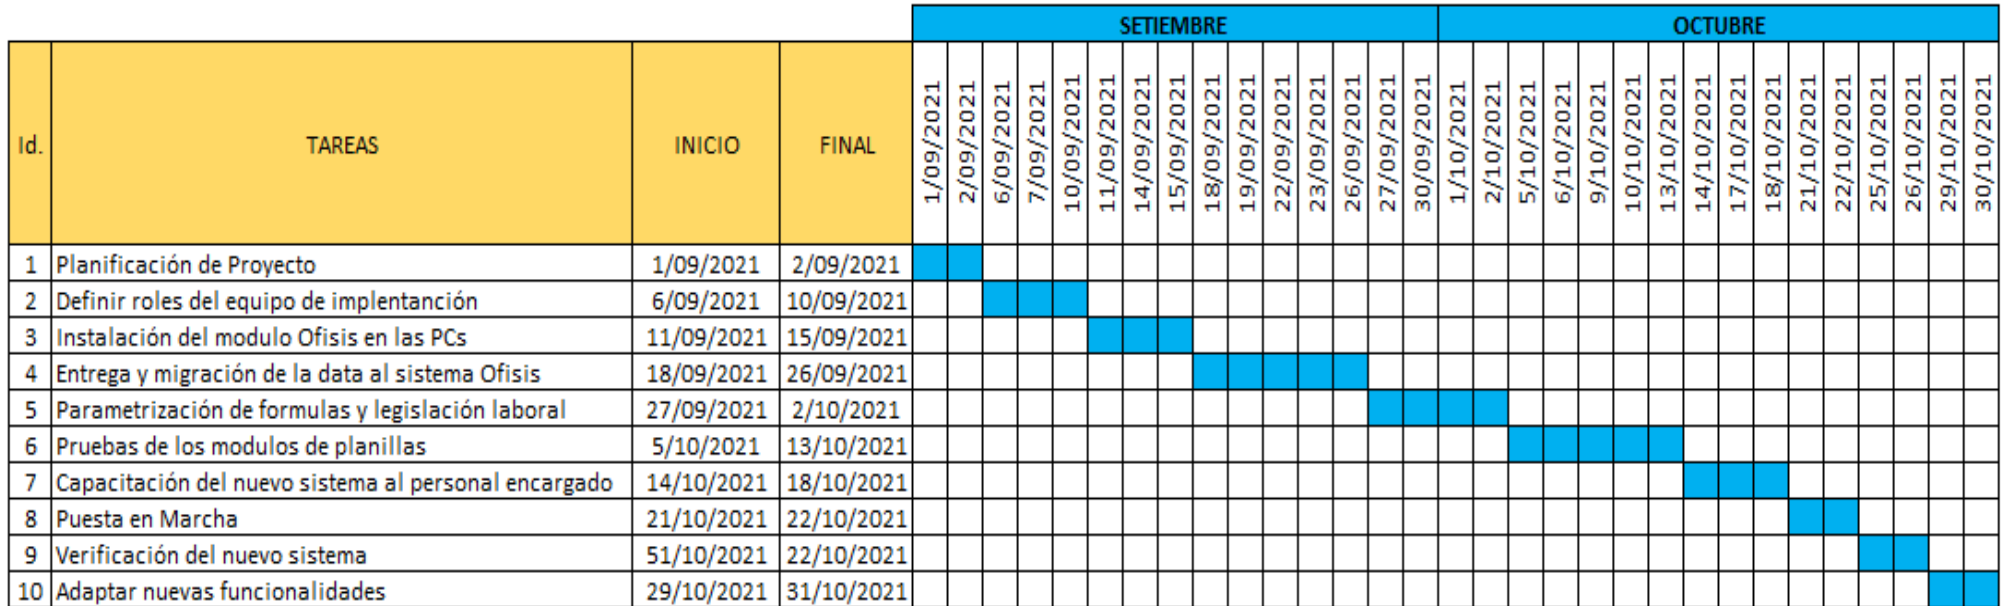 SETIEMBRE OCTUBRE
Id. TAREAS INICIO FINAL 1/09/2021 2/09/2021 6/09/2021 7/09/2021 10/09/2021 11/09/2021 14/09/2021 15/09/2021 18/09/2021 19/09/2021 22/09/2021 23/09/2021 26/09/2021 27/09/2021 30/09/2021 1/10/2021 2/10/2021 5/10/2021 6/10/2021 9/10/2021 10/10/2021 13/10/2021 14/10/2021 17/10/2021 18/10/2021 21/10/2021 22/10/2021 25/10/2021 26/10/2021 29/10/2021 30/10/2021
1 Planificación de Proyecto 1/09/2021 2/09/2021
2 Definir roles del equipo de implentanción 6/09/2021 10/09/2021
3 Instalación del modulo Ofisis en las PCs 11/09/2021 15/09/2021
4 Entrega y migración de la data al sistema Ofisis 18/09/2021 26/09/2021
5 Parametrización de formulas y legislación laboral 27/09/2021 2/10/2021
6 Pruebas de los modulos de planillas 5/10/2021 13/10/2021
7 Capacitación del nuevo sistema al personal encargado 14/10/2021 18/10/2021
8 Puesta en Marcha 21/10/2021 22/10/2021
9 Verificación del nuevo sistema 51/10/2021 22/10/2021
10 Adaptar nuevas funcionalidades 29/10/2021 31/10/2021